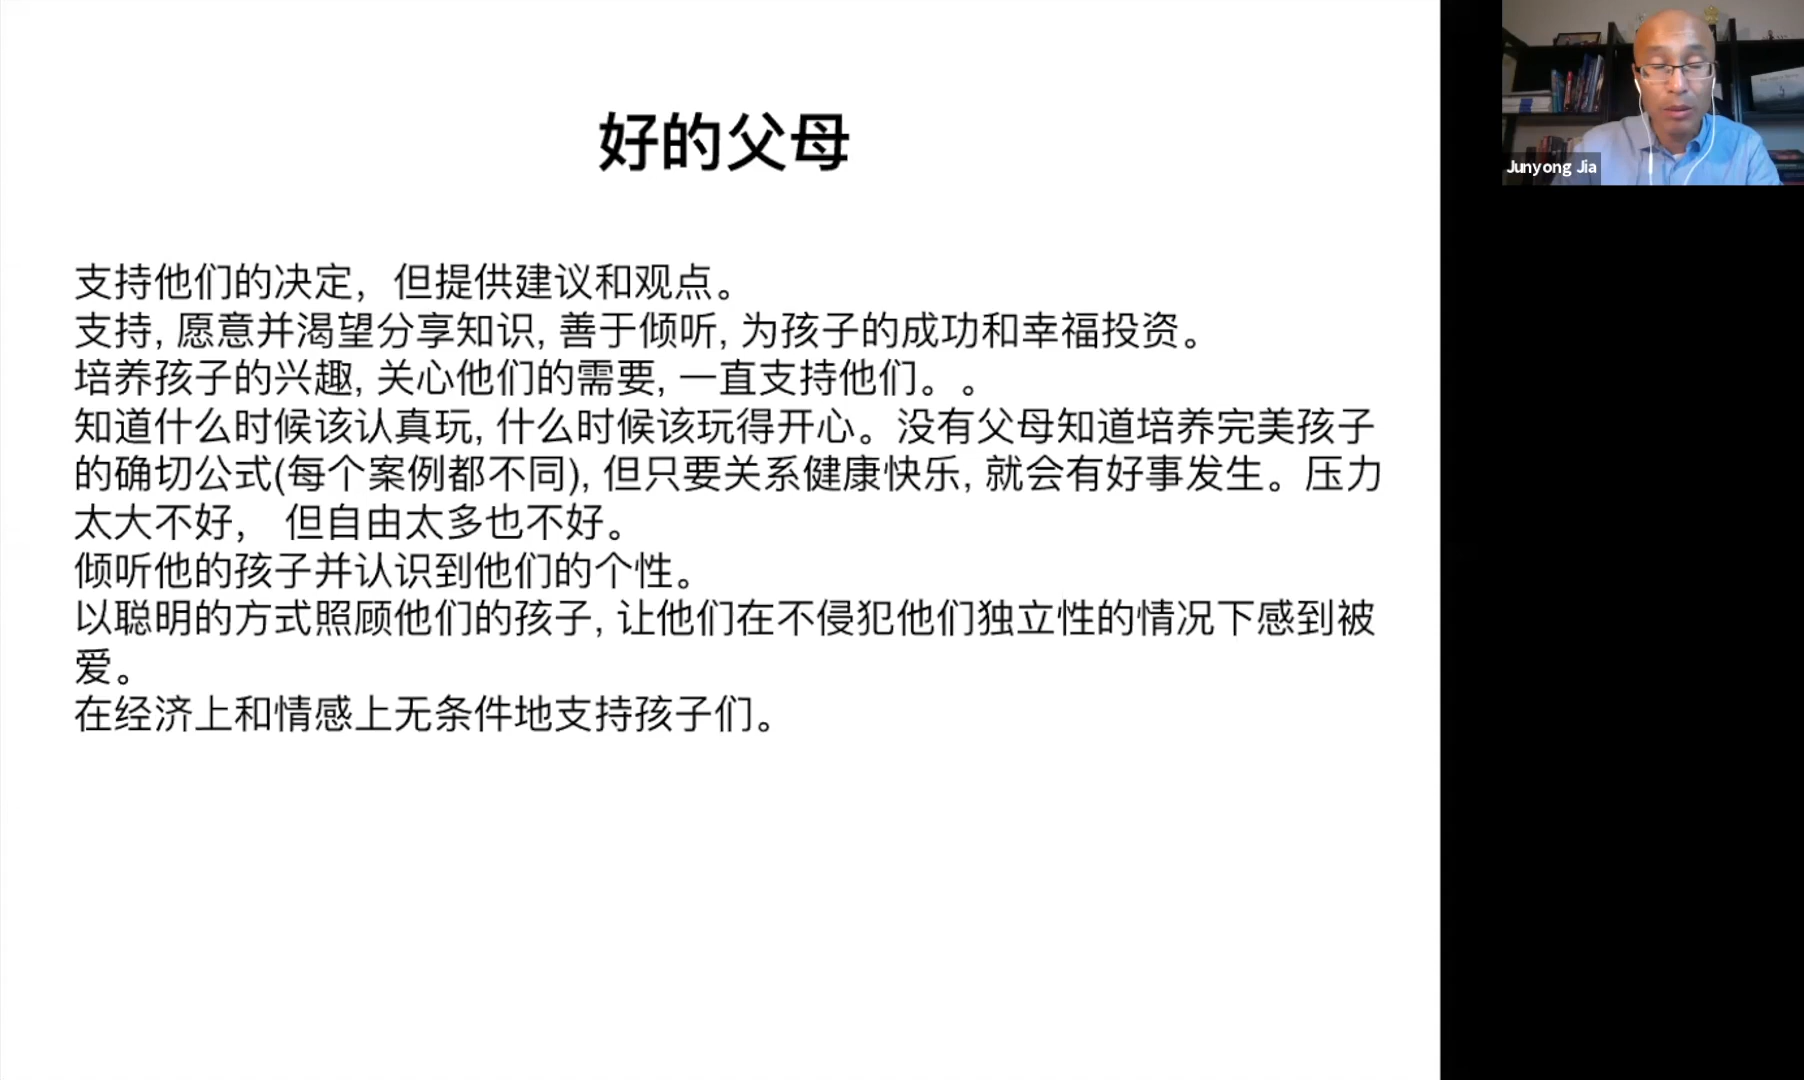 好的父母
支持他们的决定，但提供建议和观点。
支持, 愿意并渴望分享知识, 善于倾听, 为孩子的成功和幸福投资。
培养孩子的兴趣, 关心他们的需要, 一直支持他们。。
知道什么时候该认真玩, 什么时候该玩得开心。没有父母知道培养完美孩子
的确切公式(每个案例都不同), 但只要关系健康快乐, 就会有好事发生。压力
太大不好， 但自由太多也不好。
倾听他的孩子并认识到他们的个性。
以聪明的方式照顾他们的孩子, 让他们在不侵犯他们独立性的情况下感到被
爱。
在经济上和情感上无条件地支持孩子们。
Junyong Jia